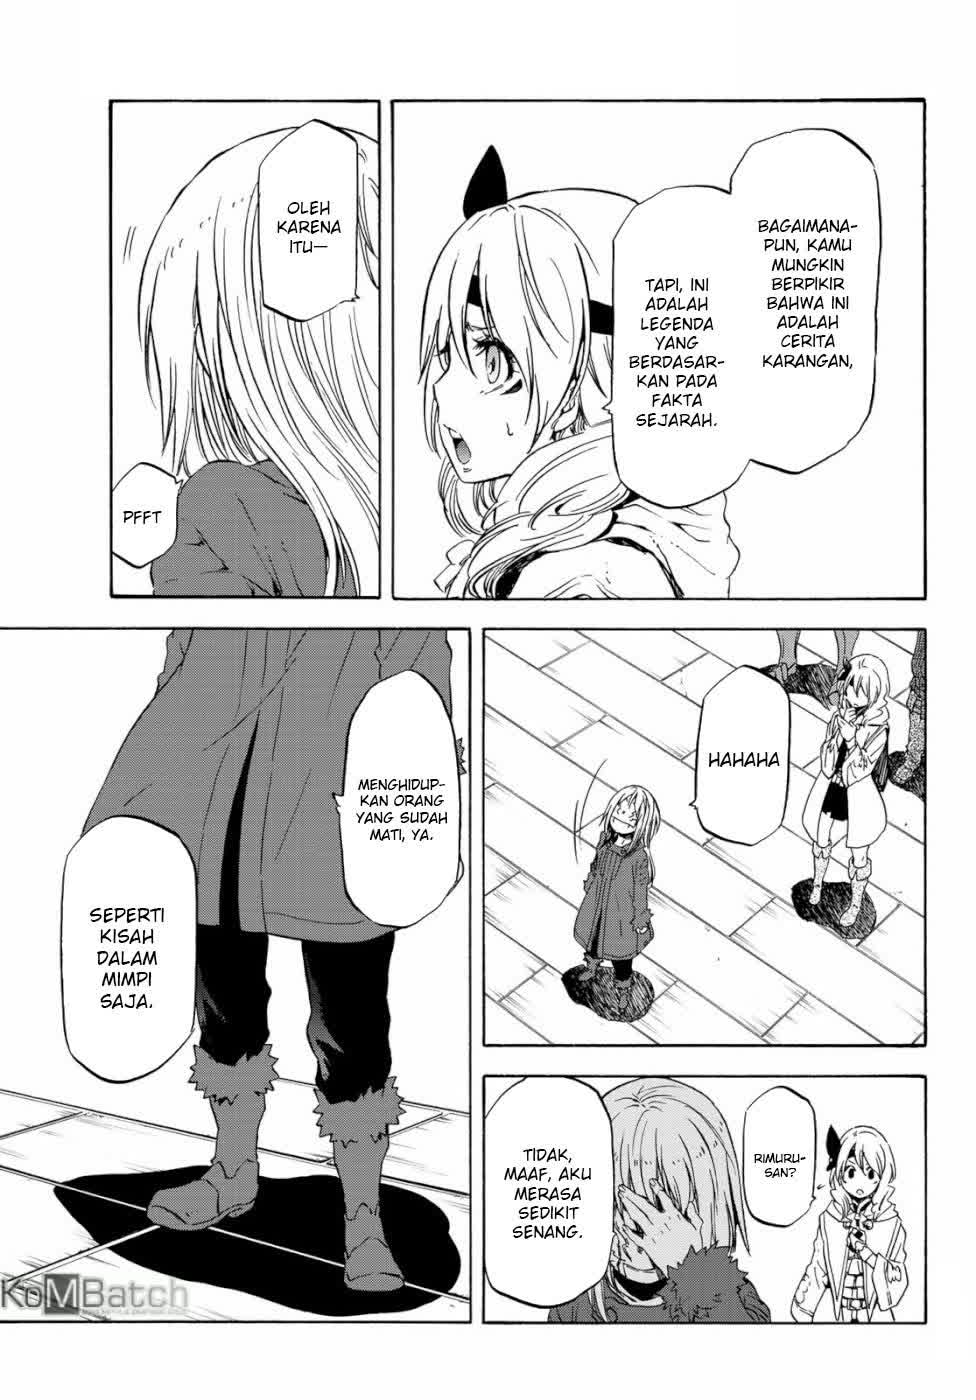 BAGAIMANA-
PUN, KAMU
MUNGKIN
BERPIKIR
BAHWA INI
ADALAH
CERITA
KARANGAN,
TAPI, INI
ADALAH
LEGENDA
YANG
BERDASAR-
KAN PADA
FAKTA
SEJARAH.
OLEH
KARENA
ITU—
PFFT
HAHAHA
MENGHIDUP-
KAN ORANG
YANG SUDAH
MATI, YA.
SEPERTI
KISAH
DALAM
MIMPI
SAJA.
RIMURU-
SAN?
TIDAK,
MAAF, AKU
MERASA
SEDIKIT
SENANG.
KoMBatch